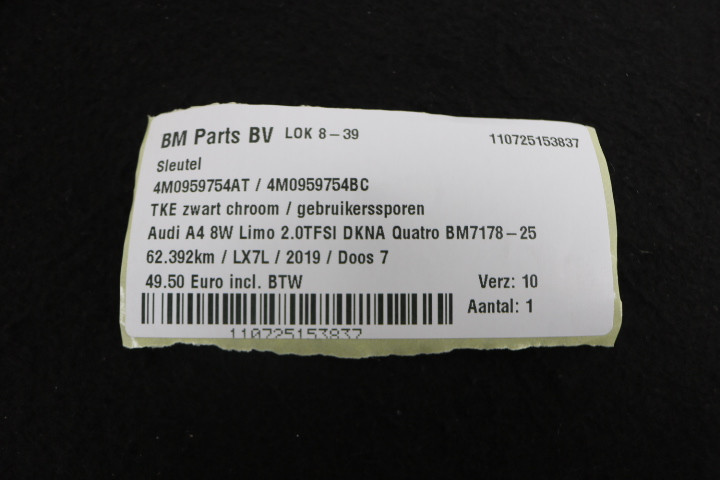 BM Parts BV LOK 8-39 110725153837
Sleutel
4M0959754AT / 4M0959754BC
TKE zwart chroom / gebruikerssporen
Audi A4 8W Limo 2.0TFSI DKNA Quatro BM7178-25
62.392km / LX7L / 2019 / Doos 7
49.50 Euro incl. BTW Verz: 10
Aantal: 1
110725153837